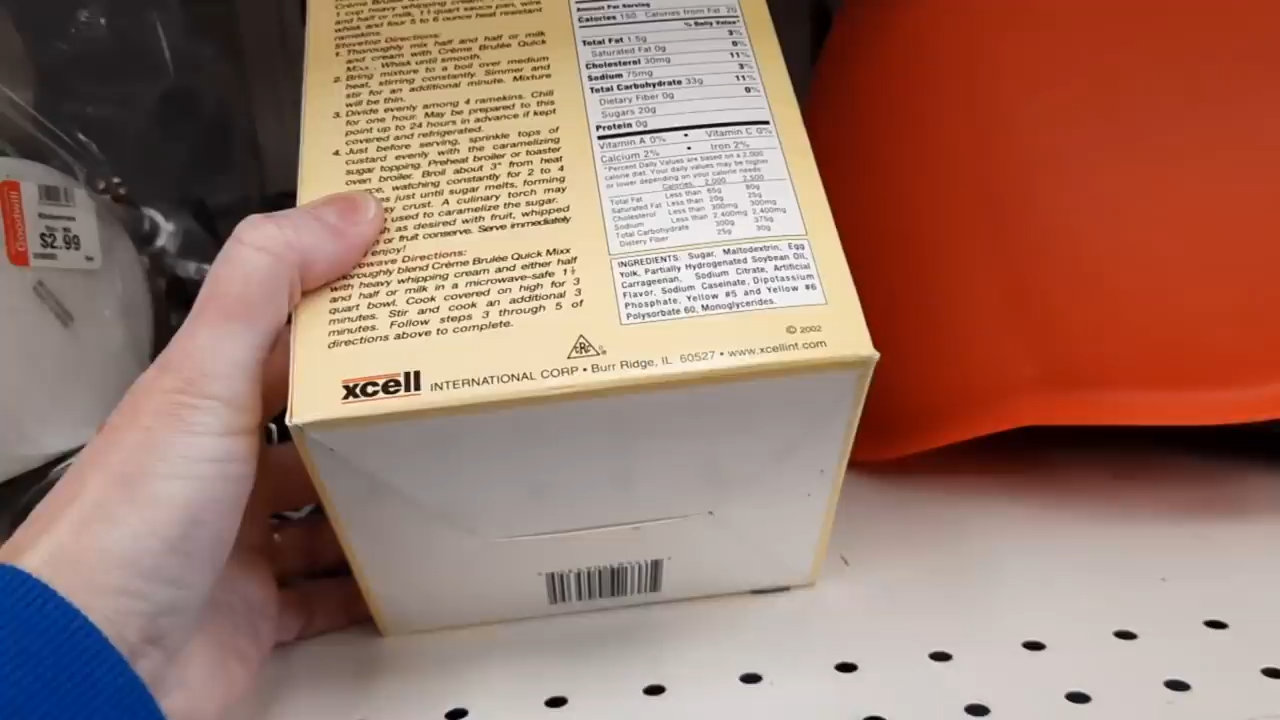 Crème Brulée
1 cup heavy whipping cream,
and half or milk, 1 1/2 quart sauce pan, wire
whisk and four 5 to 6 ounce heat resistant
ramekins.
Stovetop Directions:
1. Thoroughly mix half and half or milk
and cream with Crème Brulée Quick
Mixx. Whisk until smooth.
2. Bring mixture to a boil over medium
heat, stirring constantly. Simmer and
stir for an additional minute. Mixture
will be thin.
3. Divide evenly among 4 ramekins. Chill
for one hour. May be prepared to this
point up to 24 hours in advance if kept
covered and refrigerated.
4. Just before serving, sprinkle tops of
custard evenly with the caramelizing
sugar topping. Preheat broiler or toaster
oven broiler. Broil about 3" from heat
watching constantly for 2 to 4
just until sugar melts, forming
crust. A culinary torch may
used to caramelize the sugar.
as desired with fruit, whipped
or fruit conserve. Serve immediately
enjoy!
Directions:
blend Crème Brulée Quick Mixx
with heavy whipping cream and either half
and half or milk in a microwave-safe 1 1/2
quart bowl. Cook covered on high for 3
minutes. Stir and cook an additional 3
minutes. Follow steps 3 through 5 of
directions above to complete.
Amount Per Serving
Calories 150 Calories from Fat 20
% Daily Value*
Total Fat 1.5g 3%
Saturated Fat 0g 0%
Cholesterol 30mg 11%
Sodium 75mg 3%
Total Carbohydrate 33g 11%
Dietary Fiber 0g 0%
Sugars 20g
Protein 0g
Vitamin A 0% • Vitamin C 0%
Calcium 2% • Iron 2%
*Percent Daily Values are based on a 2,000
calorie diet. Your daily values may be higher
or lower depending on your calorie needs:
Calories: 2,000 2,500
Total Fat Less than 65g 80g
Saturated Fat Less than 20g 25g
Cholesterol Less than 300mg 300mg
Sodium Less than 2,400mg 2,400mg
Total Carbohydrate 300g 375g
Dietary Fiber 25g 30g
INGREDIENTS: Sugar, Maltodextrin, Egg
Yolk, Partially Hydrogenated Soybean Oil,
Carrageenan, Sodium Citrate, Artificial
Flavor, Sodium Caseinate, Dipotassium
Phosphate, Yellow #5 and Yellow #6
Polysorbate 60, Monoglycerides.
© 2002
xcell INTERNATIONAL CORP • Burr Ridge, IL 60527 • www.xcellint.com
Goodwill
$2.99